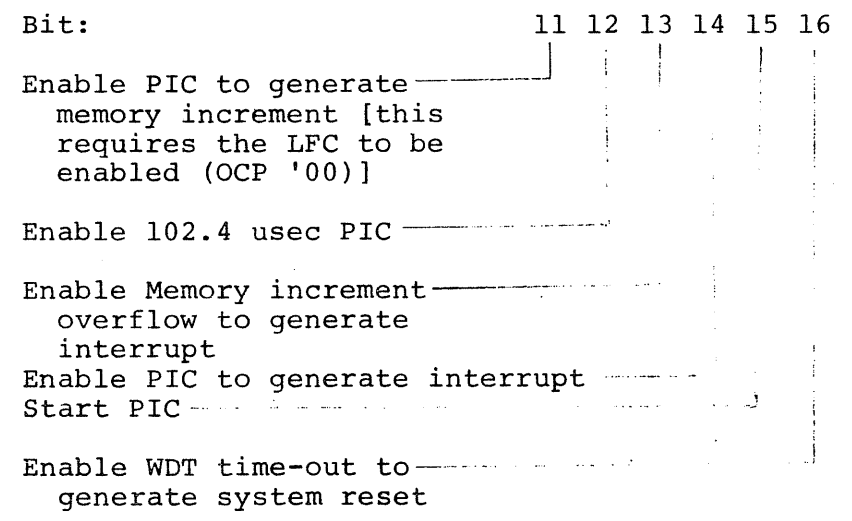 Bit: 11 12 13 14 15 16
Enable PIC to generate
memory increment [this
requires the LFC to be
enabled (OCP '00)]
Enable 102.4 usec PIC
Enable Memory increment
overflow to generate
interrupt
Enable PIC to generate interrupt
Start PIC
Enable WDT time-out to
generate system reset